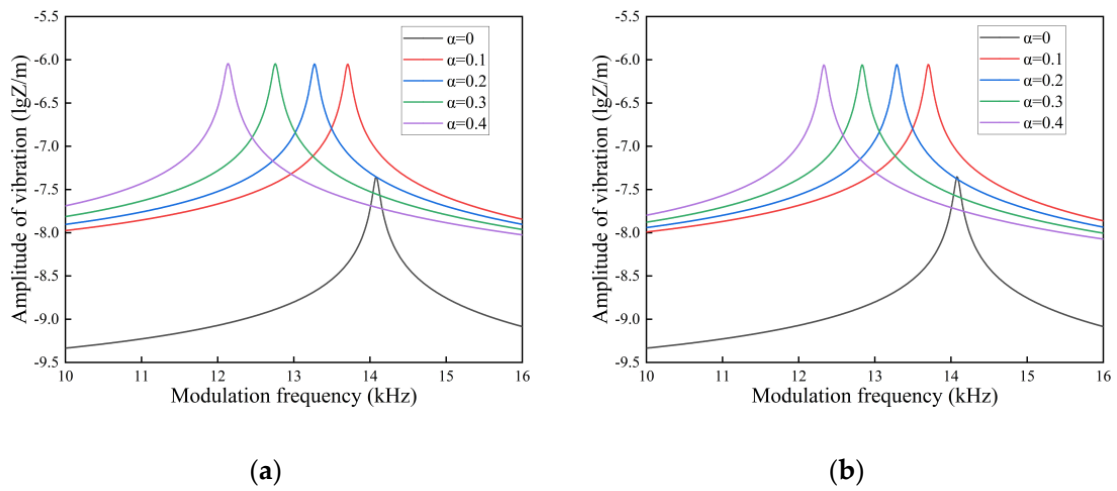 -5.5
-6.0
-6.5
-7.0
-7.5
-8.0
-8.5
-9.0
-9.5
Amplitude of vibration (lgZ/m)
α=0
α=0.1
α=0.2
α=0.3
α=0.4
10 11 12 13 14 15 16
Modulation frequency (kHz)
(a)
-5.5
-6.0
-6.5
-7.0
-7.5
-8.0
-8.5
-9.0
-9.5
Amplitude of vibration (lgZ/m)
α=0
α=0.1
α=0.2
α=0.3
α=0.4
10 11 12 13 14 15 16
Modulation frequency (kHz)
(b)